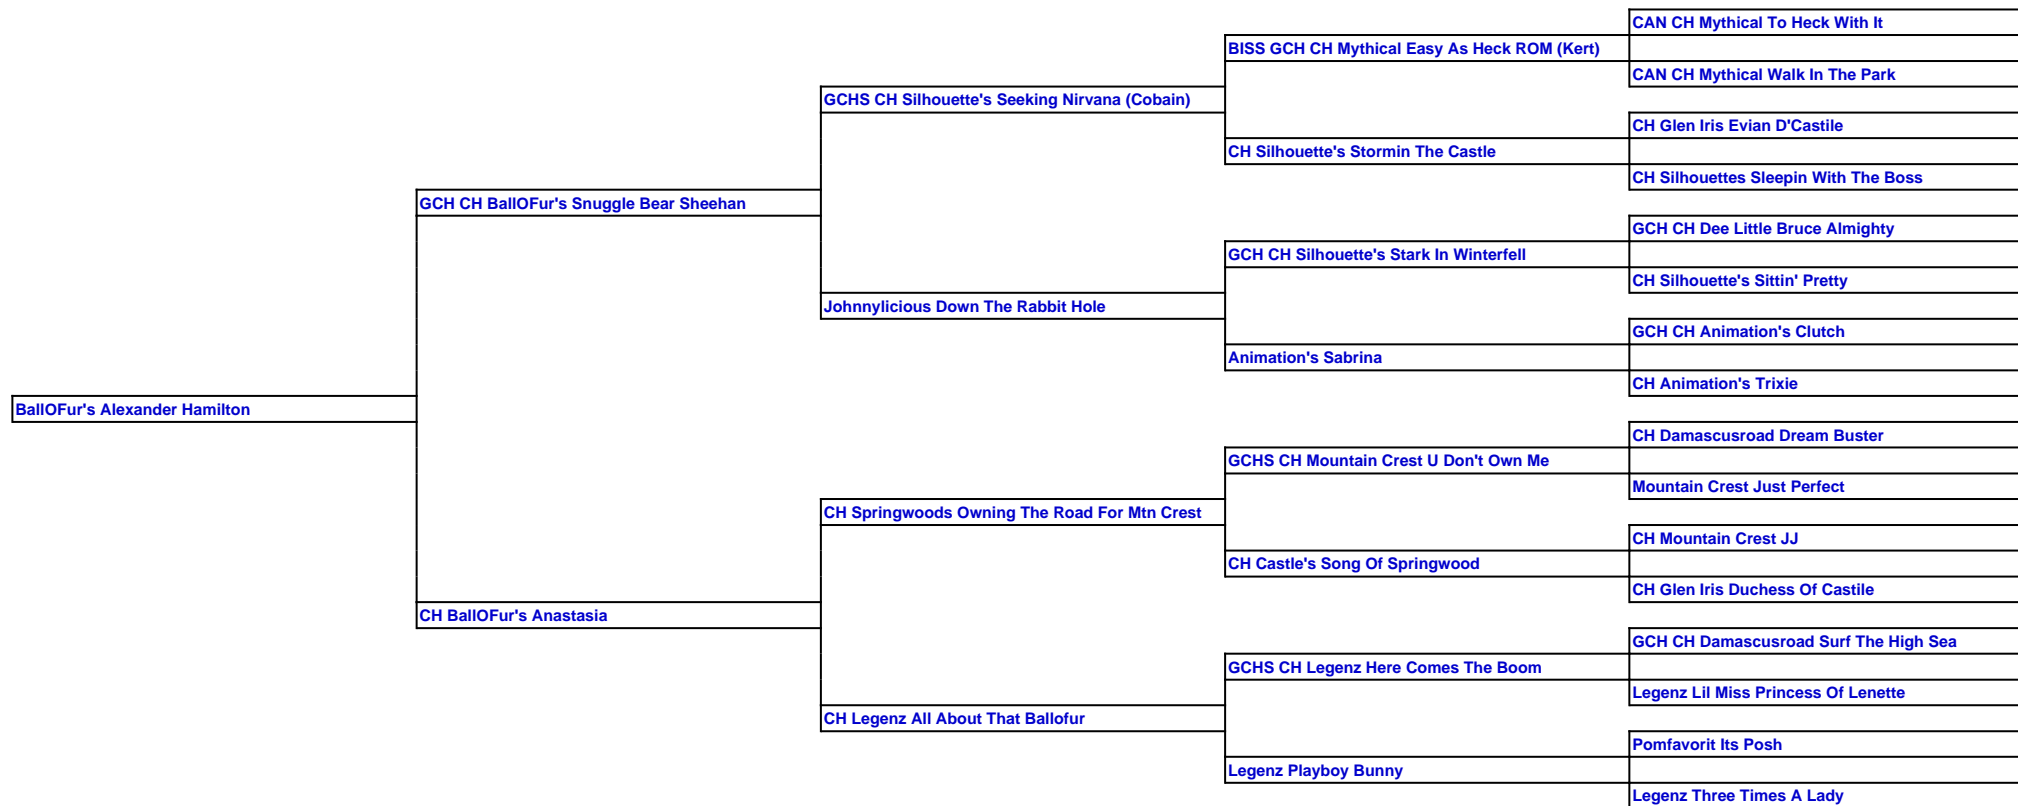 CAN CH Mythical To Heck With It
BISS GCH CH Mythical Easy As Heck ROM (Kert)
CAN CH Mythical Walk In The Park
GCHS CH Silhouette's Seeking Nirvana (Cobain)
CH Glen Iris Evian D'Castile
CH Silhouette's Stormin The Castle
CH Silhouettes Sleepin With The Boss
GCH CH BallOFur's Snuggle Bear Sheehan
GCH CH Dee Little Bruce Almighty
GCH CH Silhouette's Stark In Winterfell
CH Silhouette's Sittin' Pretty
Johnnylicious Down The Rabbit Hole
GCH CH Animation's Clutch
Animation's Sabrina
CH Animation's Trixie
BallOFur's Alexander Hamilton
CH Damascusroad Dream Buster
GCHS CH Mountain Crest U Don't Own Me
Mountain Crest Just Perfect
CH Springwoods Owning The Road For Mtn Crest
CH Mountain Crest JJ
CH Castle's Song Of Springwood
CH Glen Iris Duchess Of Castile
CH BallOFur's Anastasia
GCH CH Damascusroad Surf The High Sea
GCHS CH Legenz Here Comes The Boom
Legenz Lil Miss Princess Of Lenette
CH Legenz All About That Ballofur
Pomfavorit Its Posh
Legenz Playboy Bunny
Legenz Three Times A Lady